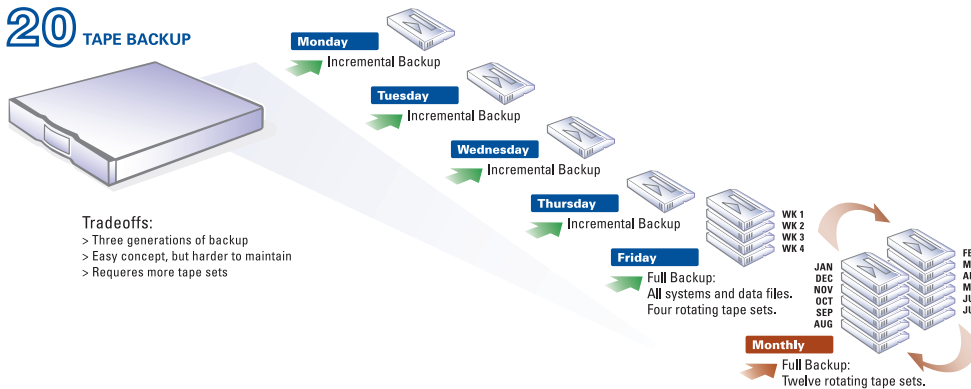 20 TAPE BACKUP
Monday
Incremental Backup
Tuesday
Incremental Backup
Wednesday
Incremental Backup
Thursday
Incremental Backup
WK 1
WK 2
WK 3
WK 4
Friday
Full Backup:
All systems and data files.
Four rotating tape sets.
JAN
DEC
NOV
OCT
SEP
AUG
Monthly
Full Backup:
Twelve rotating tape sets.
Tradeoffs:
> Three generations of backup
> Easy concept, but harder to maintain
> Requeres more tape sets